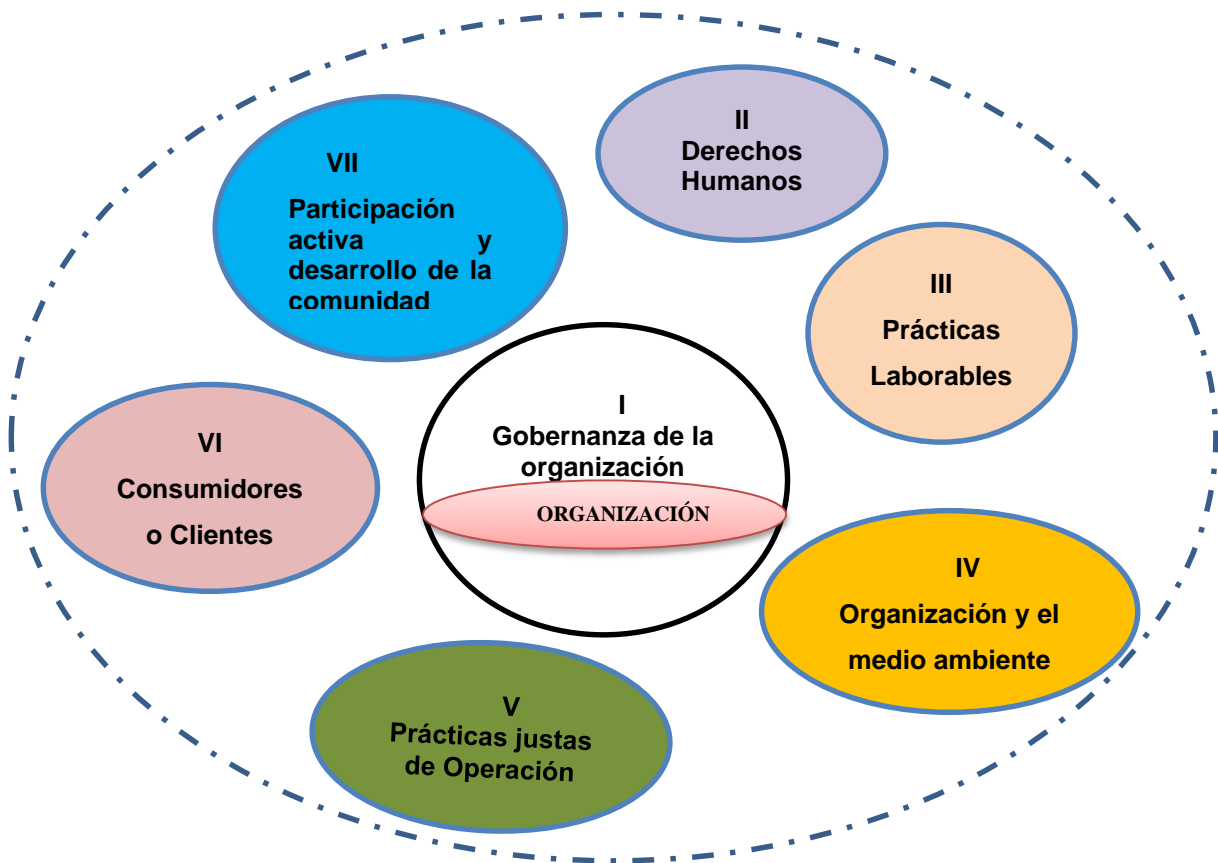 I
Gobernanza de la
organización
ORGANIZACIÓN
II
Derechos
Humanos
III
Prácticas
Laborables
IV
Organización y el
medio ambiente
V
Prácticas justas
de Operación
VI
Consumidores
o Clientes
VII
Participación
activa y
desarrollo de la
comunidad